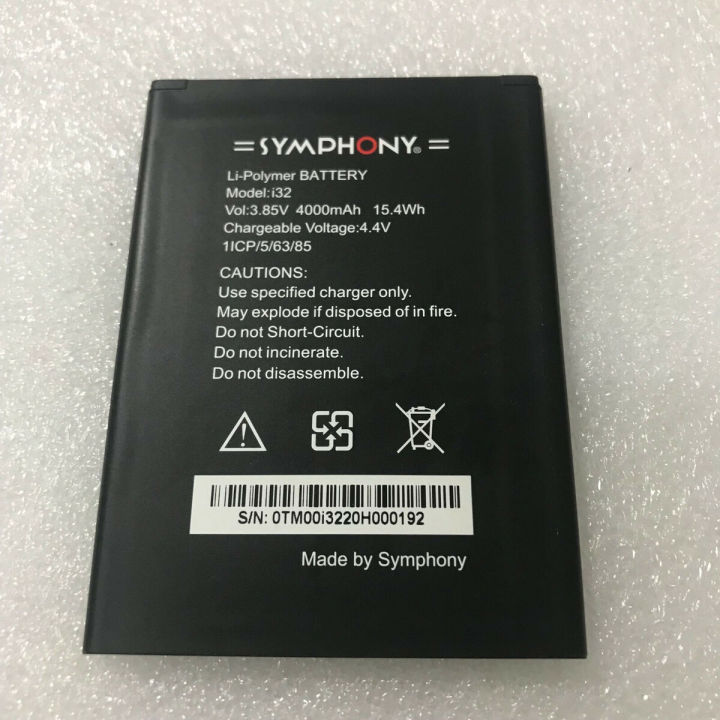 =SYMPHONY® =
Li-Polymer BATTERY
Model:i32
Vol:3.85V 4000mAh 15.4Wh
Chargeable Voltage:4.4V
1ICP/5/63/85
CAUTIONS:
Use specified charger only.
May explode if disposed of in fire.
Do not Short-Circuit.
Do not incinerate.
Do not disassemble.
S/N: 0TM00i3220H000192
Made by Symphony